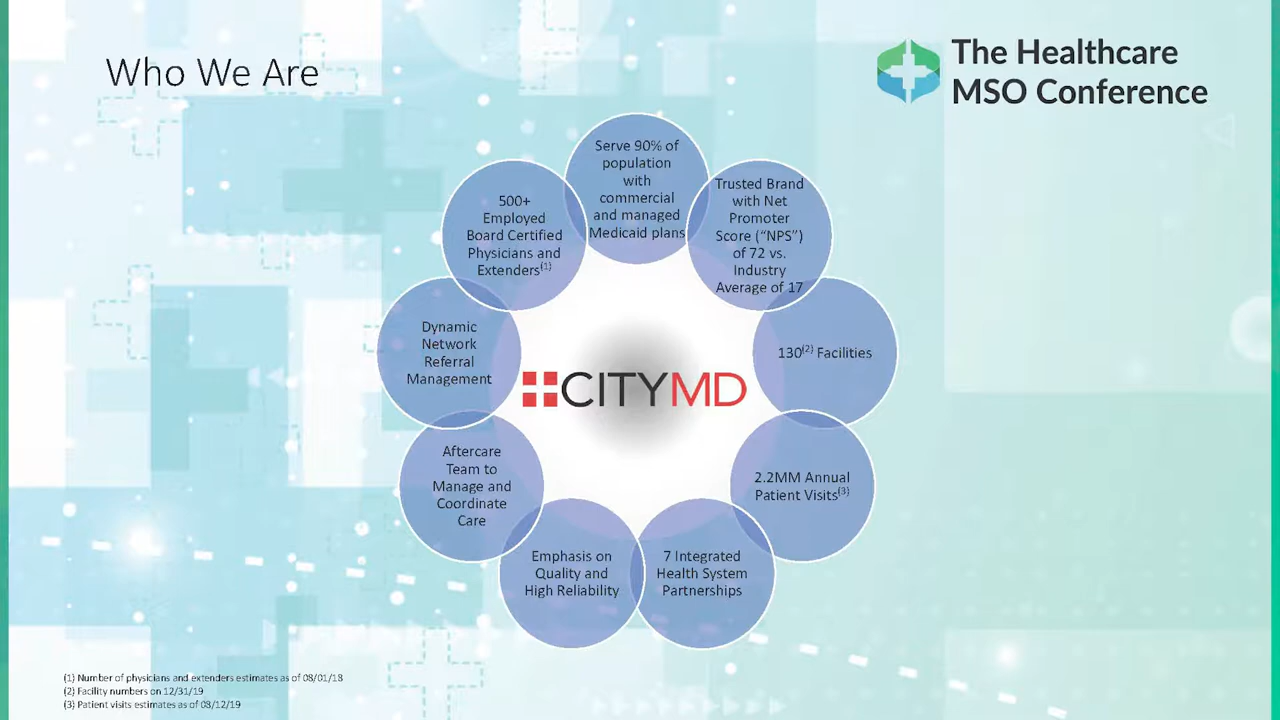 Who We Are
The Healthcare
MSO Conference
Serve 90% of
population
with
commercial
and managed
Medicaid plans
Trusted Brand
with Net
Promoter
Score (“NPS”)
of 72 vs.
Industry
Average of 17
130(2) Facilities
2.2MM Annual
Patient Visits(3)
7 Integrated
Health System
Partnerships
Emphasis on
Quality and
High Reliability
Aftercare
Team to
Manage and
Coordinate
Care
Dynamic
Network
Referral
Management
500+
Employed
Board Certified
Physicians and
Extenders(1)
CITYMD
(1) Number of physicians and extenders estimates as of 08/01/18
(2) Facility numbers on 12/31/19
(3) Patient visits estimates as of 08/12/19